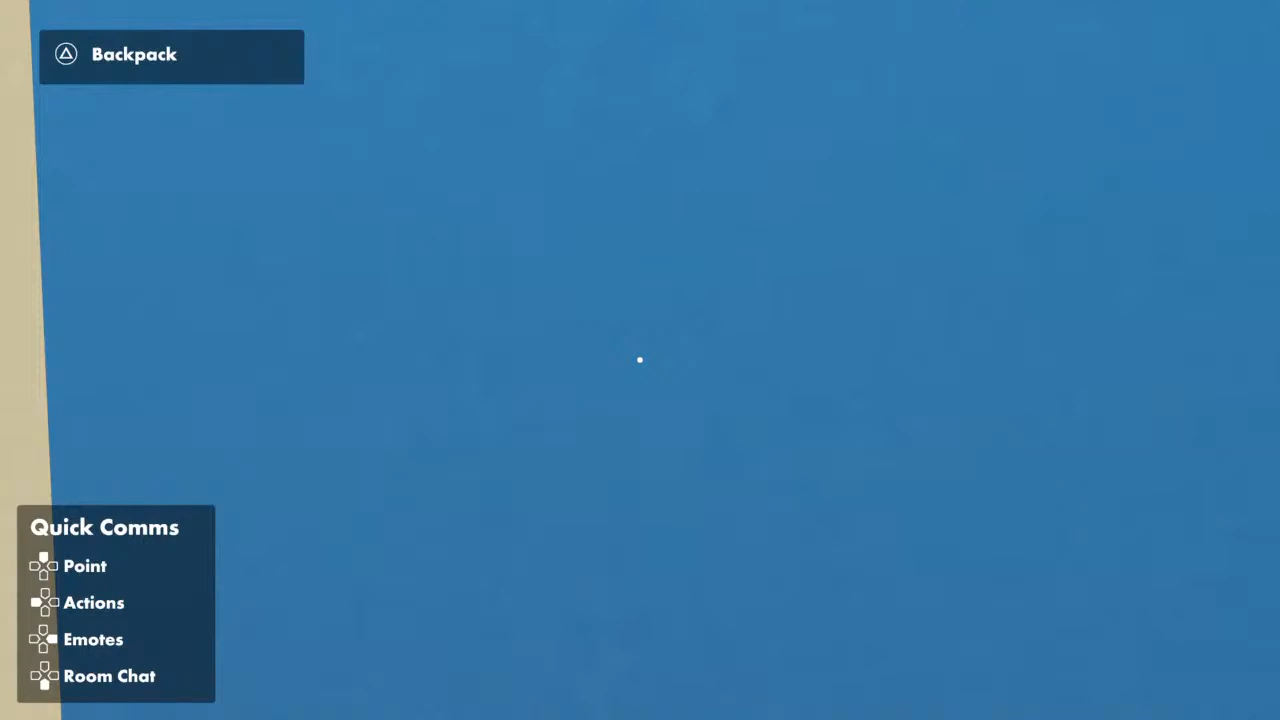 Backpack
Quick Comms
Point
Actions
Emotes
Room Chat